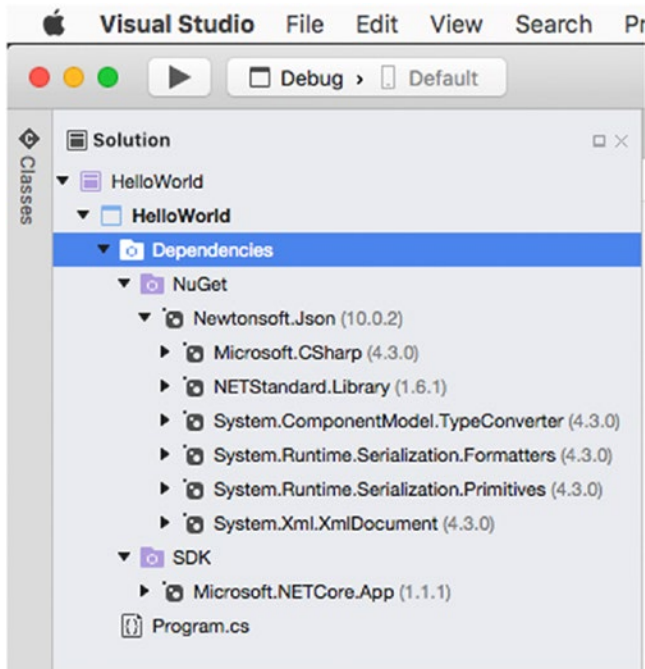 Visual Studio File Edit View Search Pr
Debug › Default
Classes
Solution
HelloWorld
HelloWorld
Dependencies
NuGet
Newtonsoft.Json (10.0.2)
Microsoft.CSharp (4.3.0)
NETStandard.Library (1.6.1)
System.ComponentModel.TypeConverter (4.3.0)
System.Runtime.Serialization.Formatters (4.3.0)
System.Runtime.Serialization.Primitives (4.3.0)
System.Xml.XmlDocument (4.3.0)
SDK
Microsoft.NETCore.App (1.1.1)
Program.cs